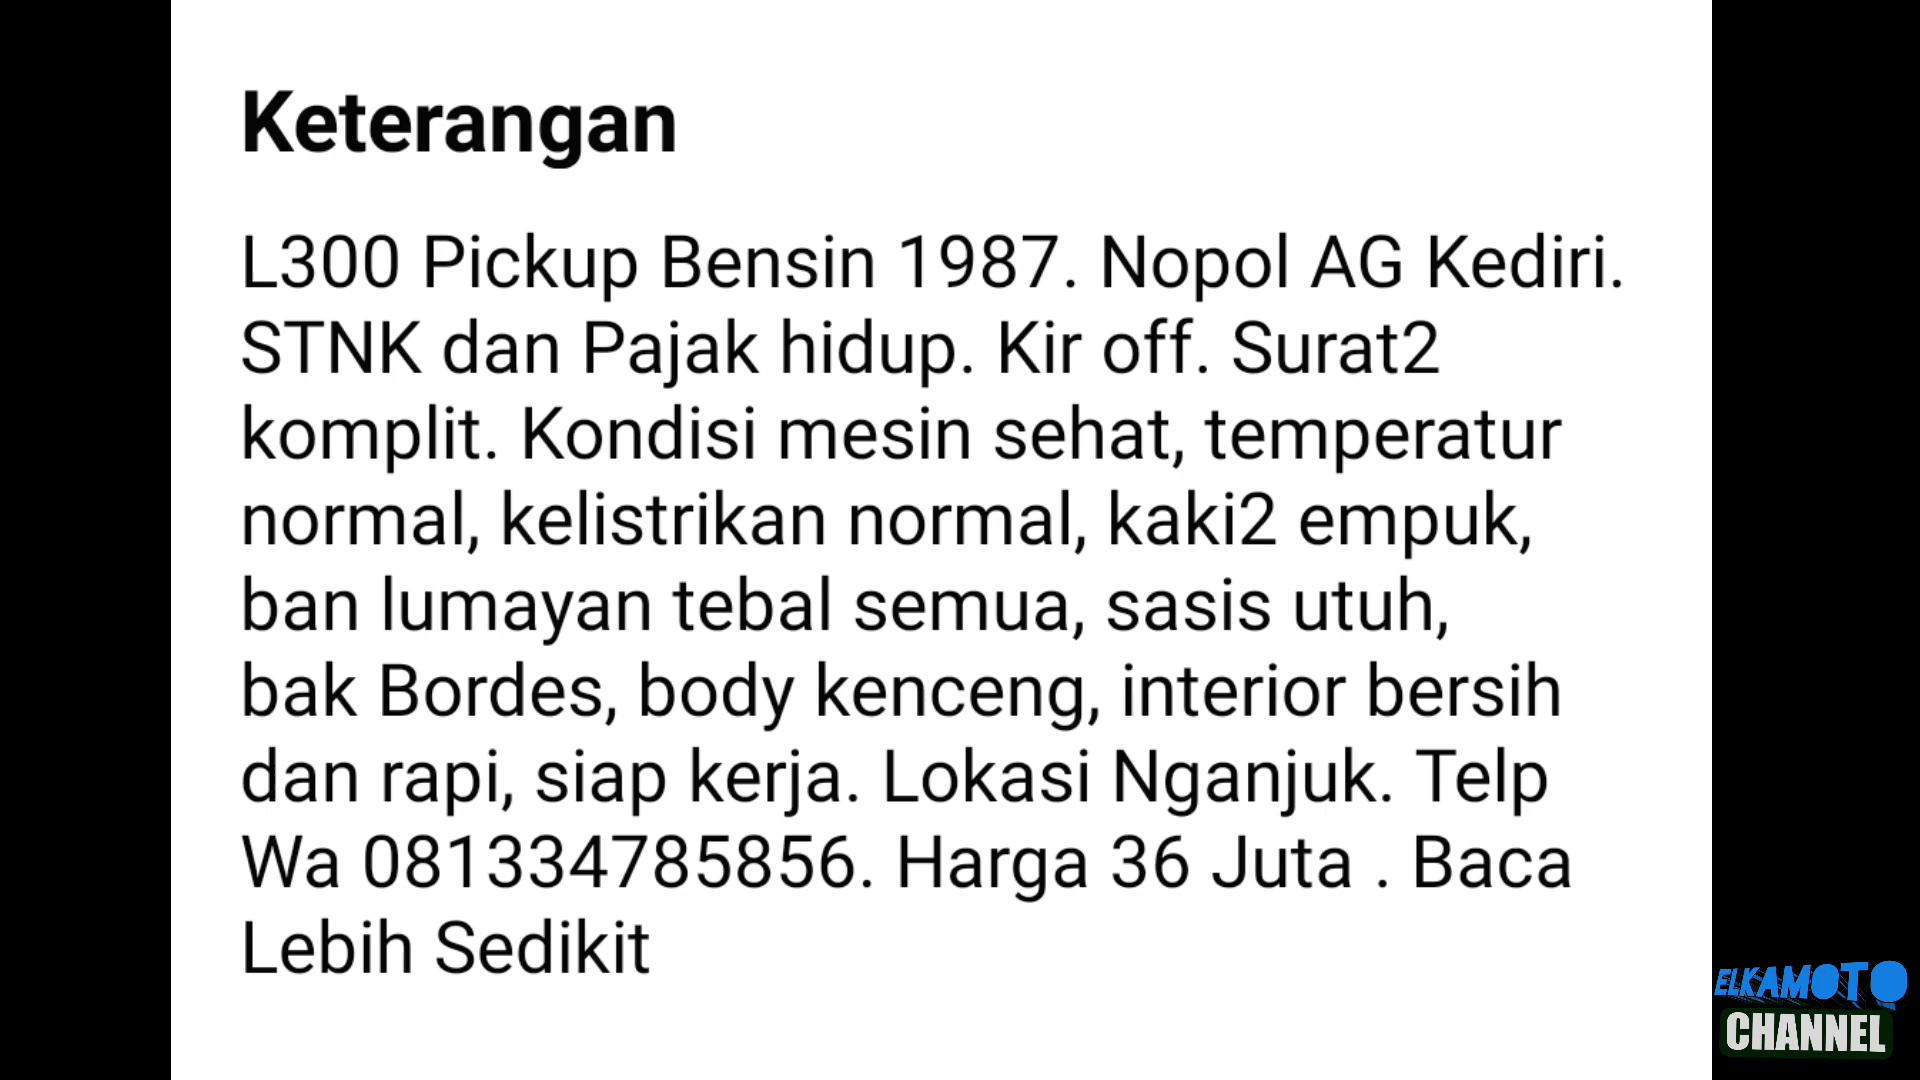 Keterangan
L300 Pickup Bensin 1987. Nopol AG Kediri.
STNK dan Pajak hidup. Kir off. Surat2
komplit. Kondisi mesin sehat, temperatur
normal, kelistrikan normal, kaki2 empuk,
ban lumayan tebal semua, sasis utuh,
bak Bordes, body kenceng, interior bersih
dan rapi, siap kerja. Lokasi Nganjuk. Telp
Wa 081334785856. Harga 36 Juta . Baca
Lebih Sedikit
ELKAMOTO
CHANNEL